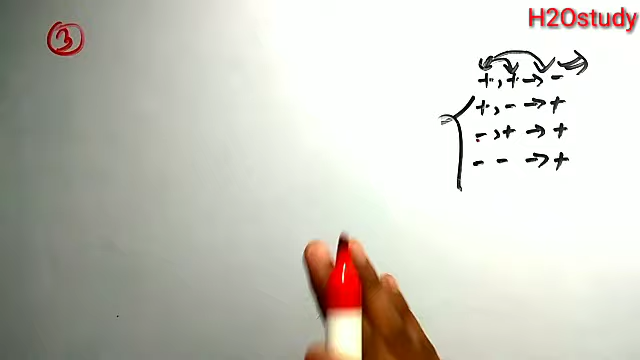 H2Ostudy
3
+, + → -
+, - → +
-, + → +
- - → +